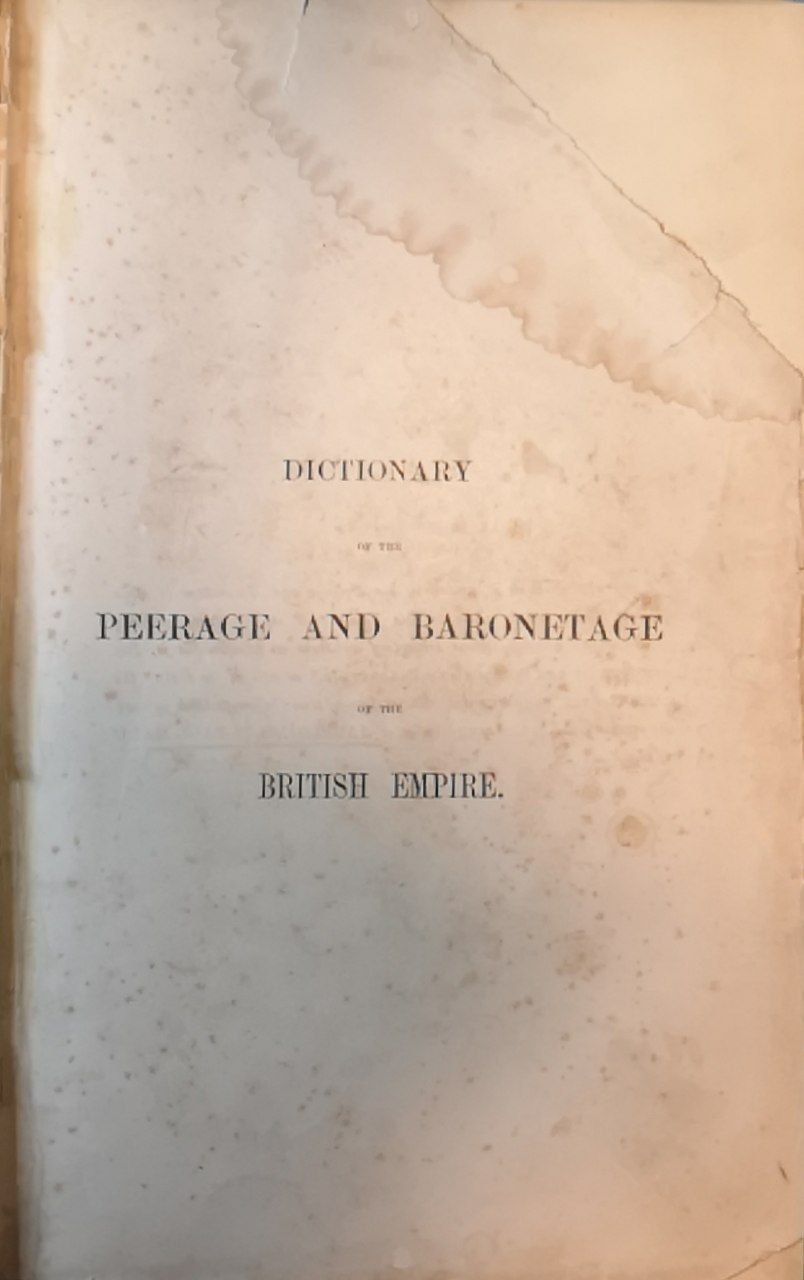 DICTIONARY
OF THE
PEERAGE AND BARONETAGE
OF THE
BRITISH EMPIRE.